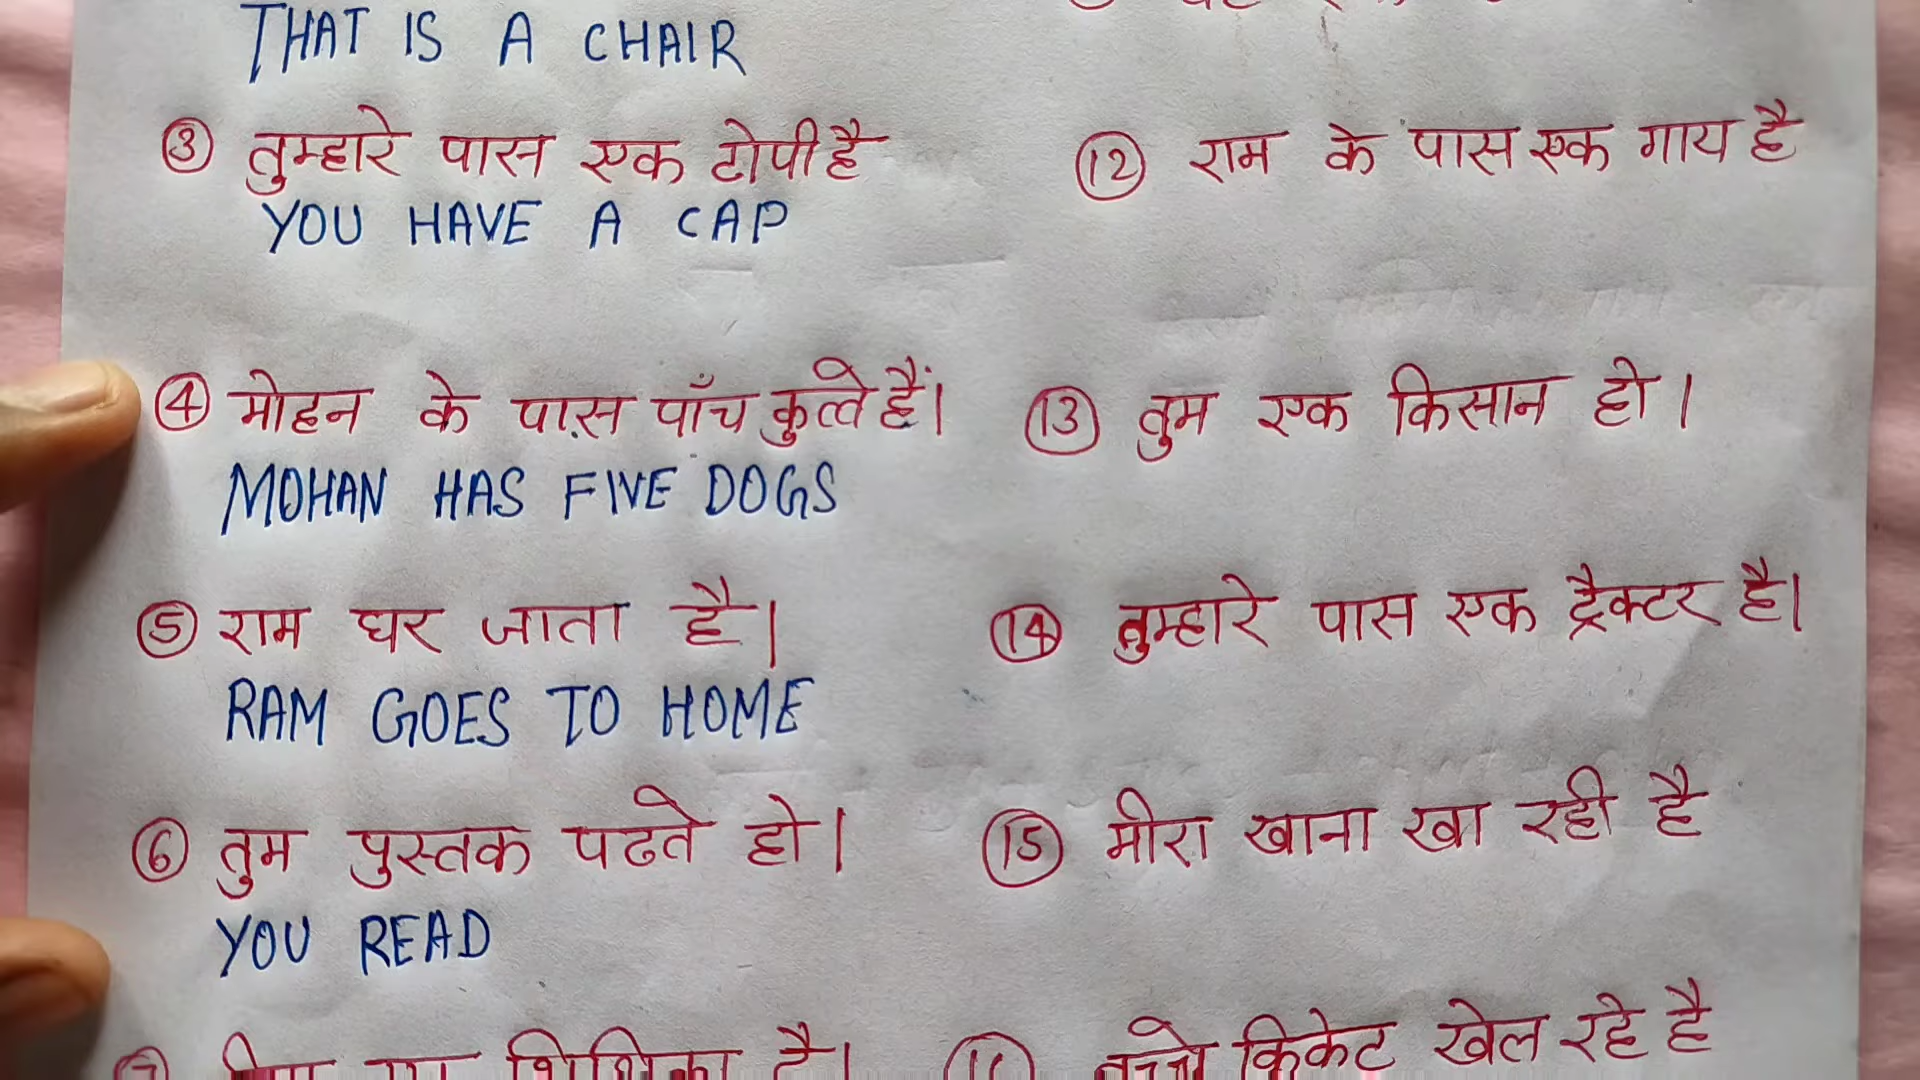 THAT IS A CHAIR
③ तुम्हारे पास एक टोपी है
YOU HAVE A CAP
④ मोहन के पास पाँच कुत्ते हैं।
MOHAN HAS FIVE DOGS
⑤ राम घर जाता है।
RAM GOES TO HOME
⑥ तुम पुस्तक पढते हो।
YOU READ
है।
⑫ राम के पास एक गाय है
⑬ तुम एक किसान हो।
⑭ तुम्हारे पास एक ट्रैक्टर है।
⑮ मीरा खाना खा रही है
बच्चे क्रिकेट खेल रहे है